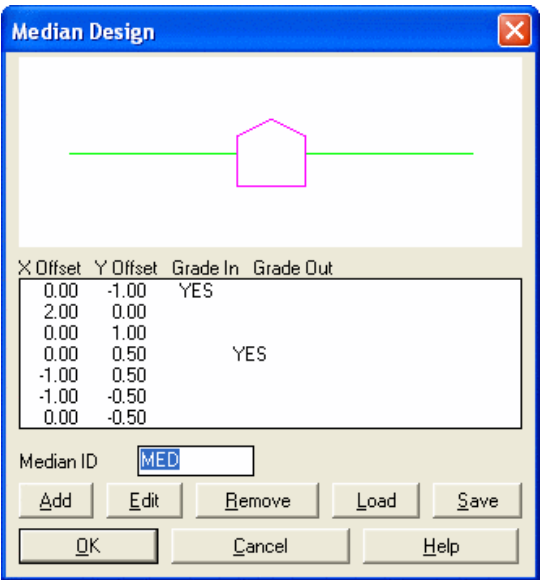 Median Design
X Offset Y Offset Grade In Grade Out
0.00 -1.00 YES
2.00 0.00
0.00 1.00
0.00 0.50 YES
-1.00 0.50
-1.00 -0.50
0.00 -0.50
Median ID MED
Add Edit Remove Load Save
OK Cancel Help